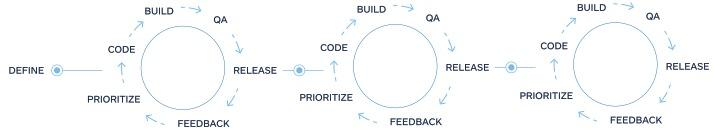 DEFINE
BUILD
QA
CODE
RELEASE
PRIORITIZE
FEEDBACK
BUILD
QA
CODE
RELEASE
PRIORITIZE
FEEDBACK
BUILD
QA
CODE
RELEASE
PRIORITIZE
FEEDBACK